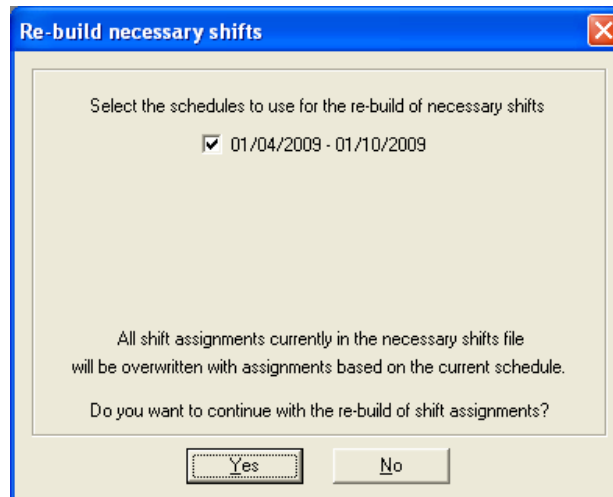 Re-build necessary shifts
Select the schedules to use for the re-build of necessary shifts
01/04/2009 - 01/10/2009
All shift assignments currently in the necessary shifts file
will be overwritten with assignments based on the current schedule.
Do you want to continue with the re-build of shift assignments?
Yes
No